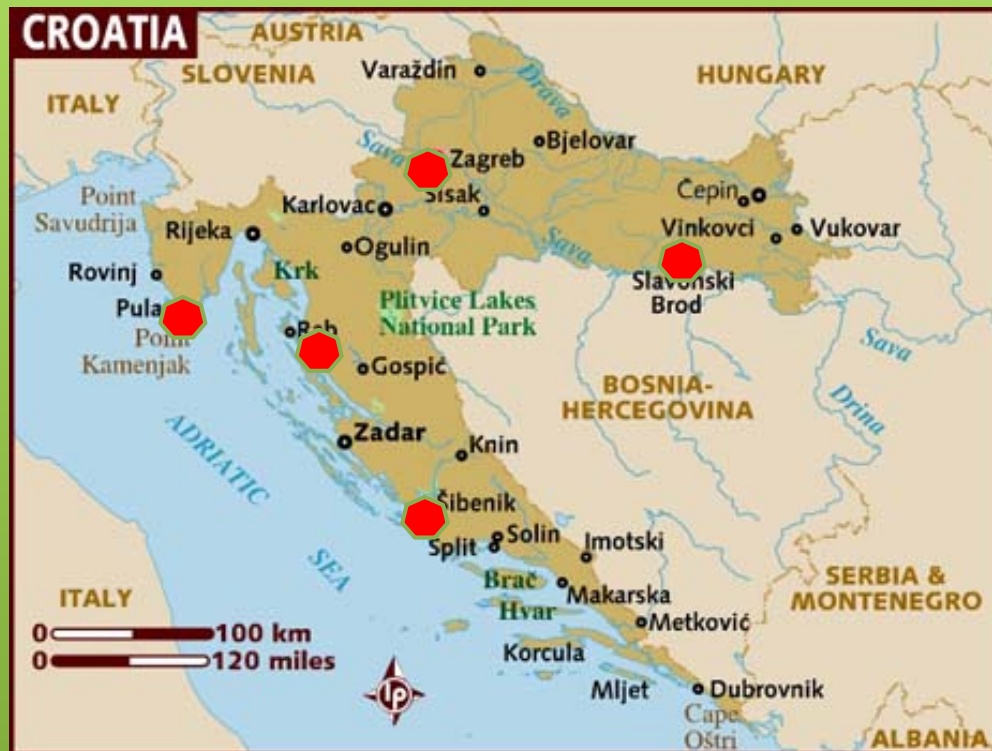 CROATIA
AUSTRIA
SLOVENIA
HUNGARY
ITALY
Varaždin
Drava
Bjelovar
Sava
Zagreb
Point
Savudrija
Karlovac
Sisak
Čepin
Rijeka
Ogulin
Vinkovci
Vukovar
Sava
Rovinj
Krk
Slavonski
Brod
Pula
Plitvice Lakes
National Park
Point
Kamenjak
Rab
Gospić
Sava
BOSNIA-
HERCEGOVINA
Drina
ADRIATIC
SEA
Zadar
Knin
Šibenik
Solin
Split
Imotski
Brač
Makarska
Hvar
SERBIA &
MONTENEGRO
ITALY
Metković
0 100 km
0 120 miles
Korcula
Mljet
Dubrovnik
lp
Cape
Oštri
ALBANIA